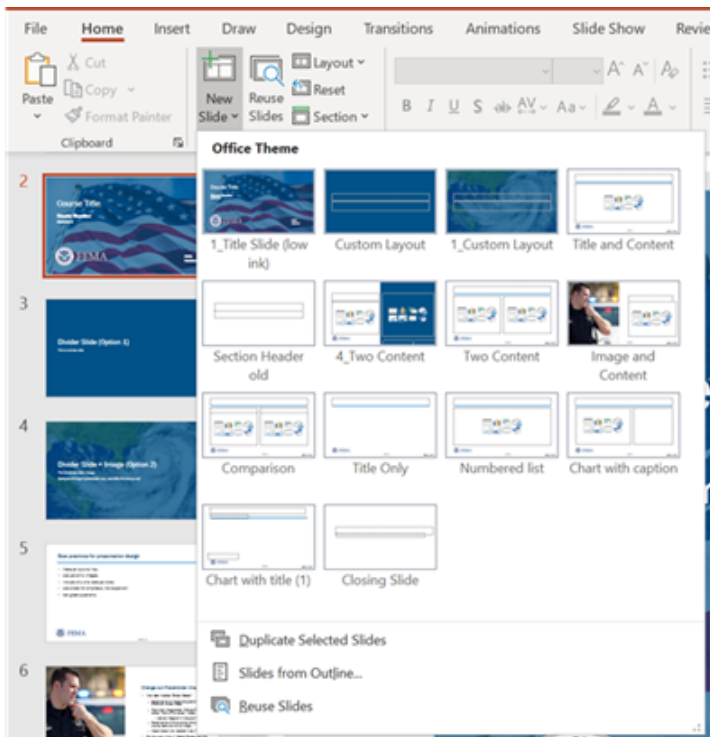 File Home Insert Draw Design Transitions Animations Slide Show Revie
Cut
Copy
Format Painter
Paste
Clipboard
New
Slide
Reuse
Slides
Layout
Reset
Section
B I U S ab AV Aa A
Office Theme
1_Title Slide (low
ink)
Custom Layout
1_Custom Layout
Title and Content
Section Header
old
4_Two Content
Two Content
Image and
Content
Comparison
Title Only
Numbered list
Chart with caption
Chart with title (1)
Closing Slide
Duplicate Selected Slides
Slides from Outline...
Reuse Slides
2
Course Title
FEMA
3
Divider Slide (Option 1)
4
Divider Slide + Image (Option 2)
5
Best practices for presentation design
FEMA
6